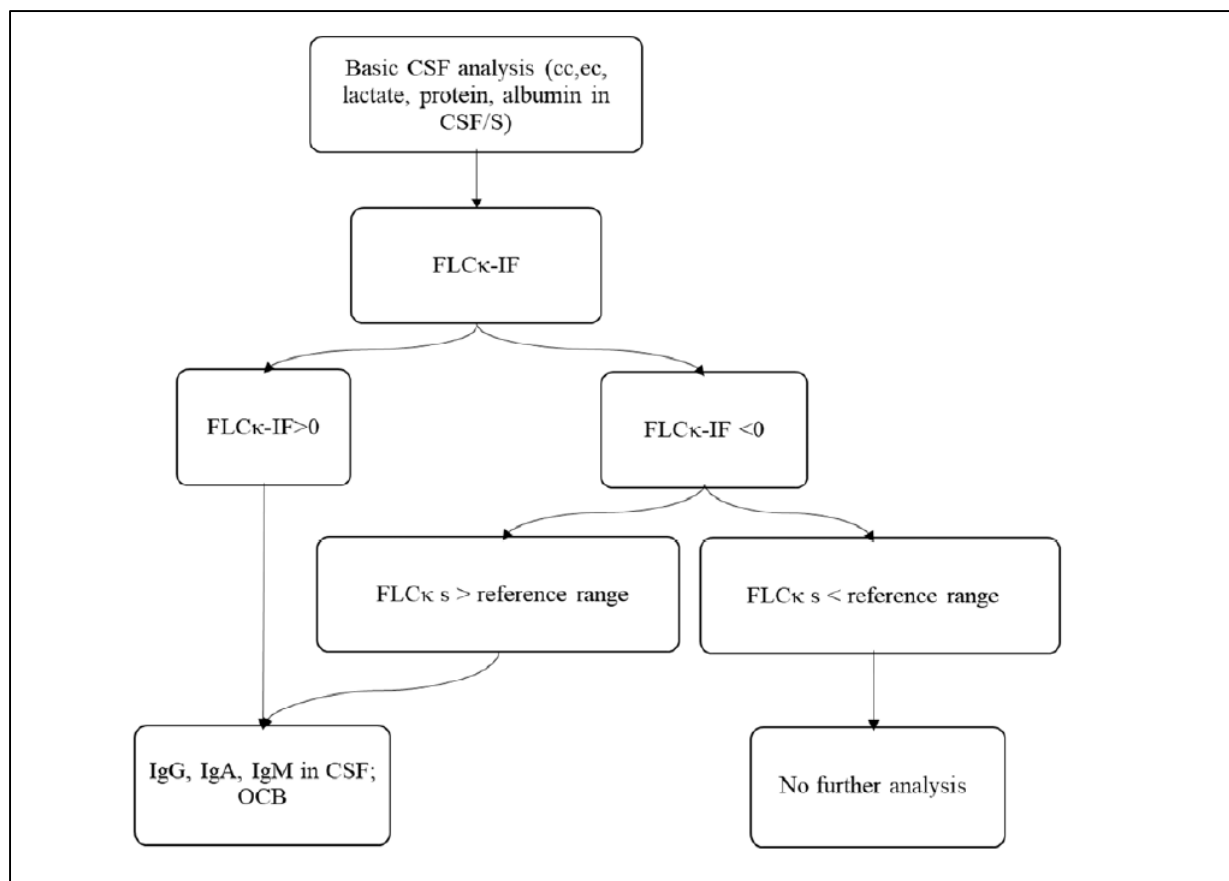 Basic CSF analysis (cc,ec,
lactate, protein, albumin in
CSF/S)
FLCκ-IF
FLCκ-IF>0
FLCκ-IF <0
FLCκ s > reference range
FLCκ s < reference range
IgG, IgA, IgM in CSF;
OCB
No further analysis